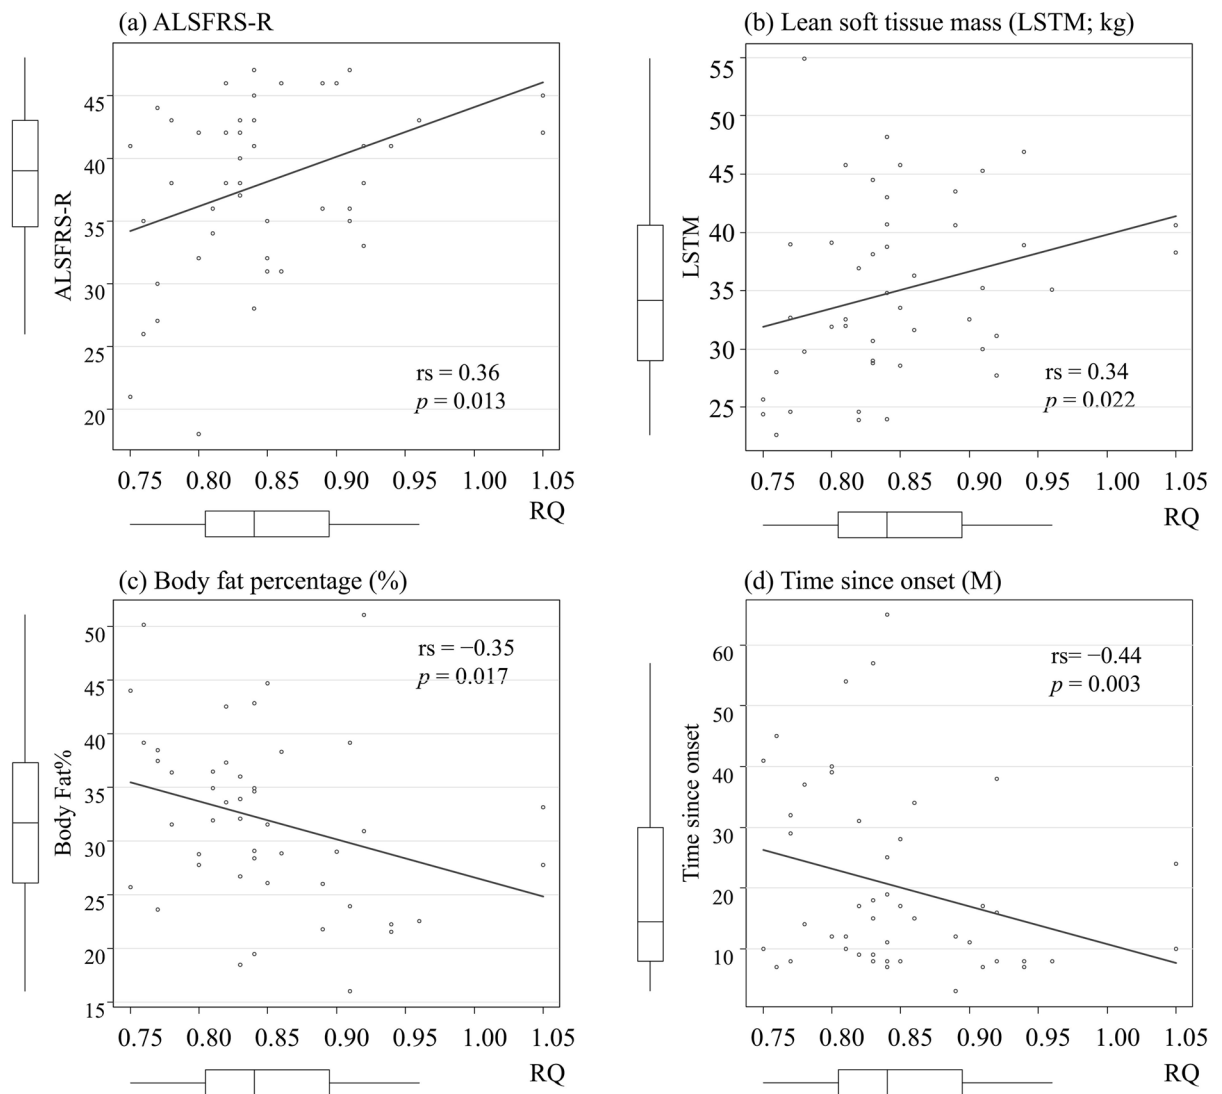 (a) ALSFRS-R
ALSFRS-R
45
40
35
30
25
20
rs = 0.36
p = 0.013
0.75 0.80 0.85 0.90 0.95 1.00 1.05
RQ
(b) Lean soft tissue mass (LSTM; kg)
LSTM
55
50
45
40
35
30
25
rs = 0.34
p = 0.022
0.75 0.80 0.85 0.90 0.95 1.00 1.05
RQ
(c) Body fat percentage (%)
Body Fat%
50
45
40
35
30
25
20
15
rs = −0.35
p = 0.017
0.75 0.80 0.85 0.90 0.95 1.00 1.05
RQ
(d) Time since onset (M)
Time since onset
60
50
40
30
20
10
rs= −0.44
p = 0.003
0.75 0.80 0.85 0.90 0.95 1.00 1.05
RQ